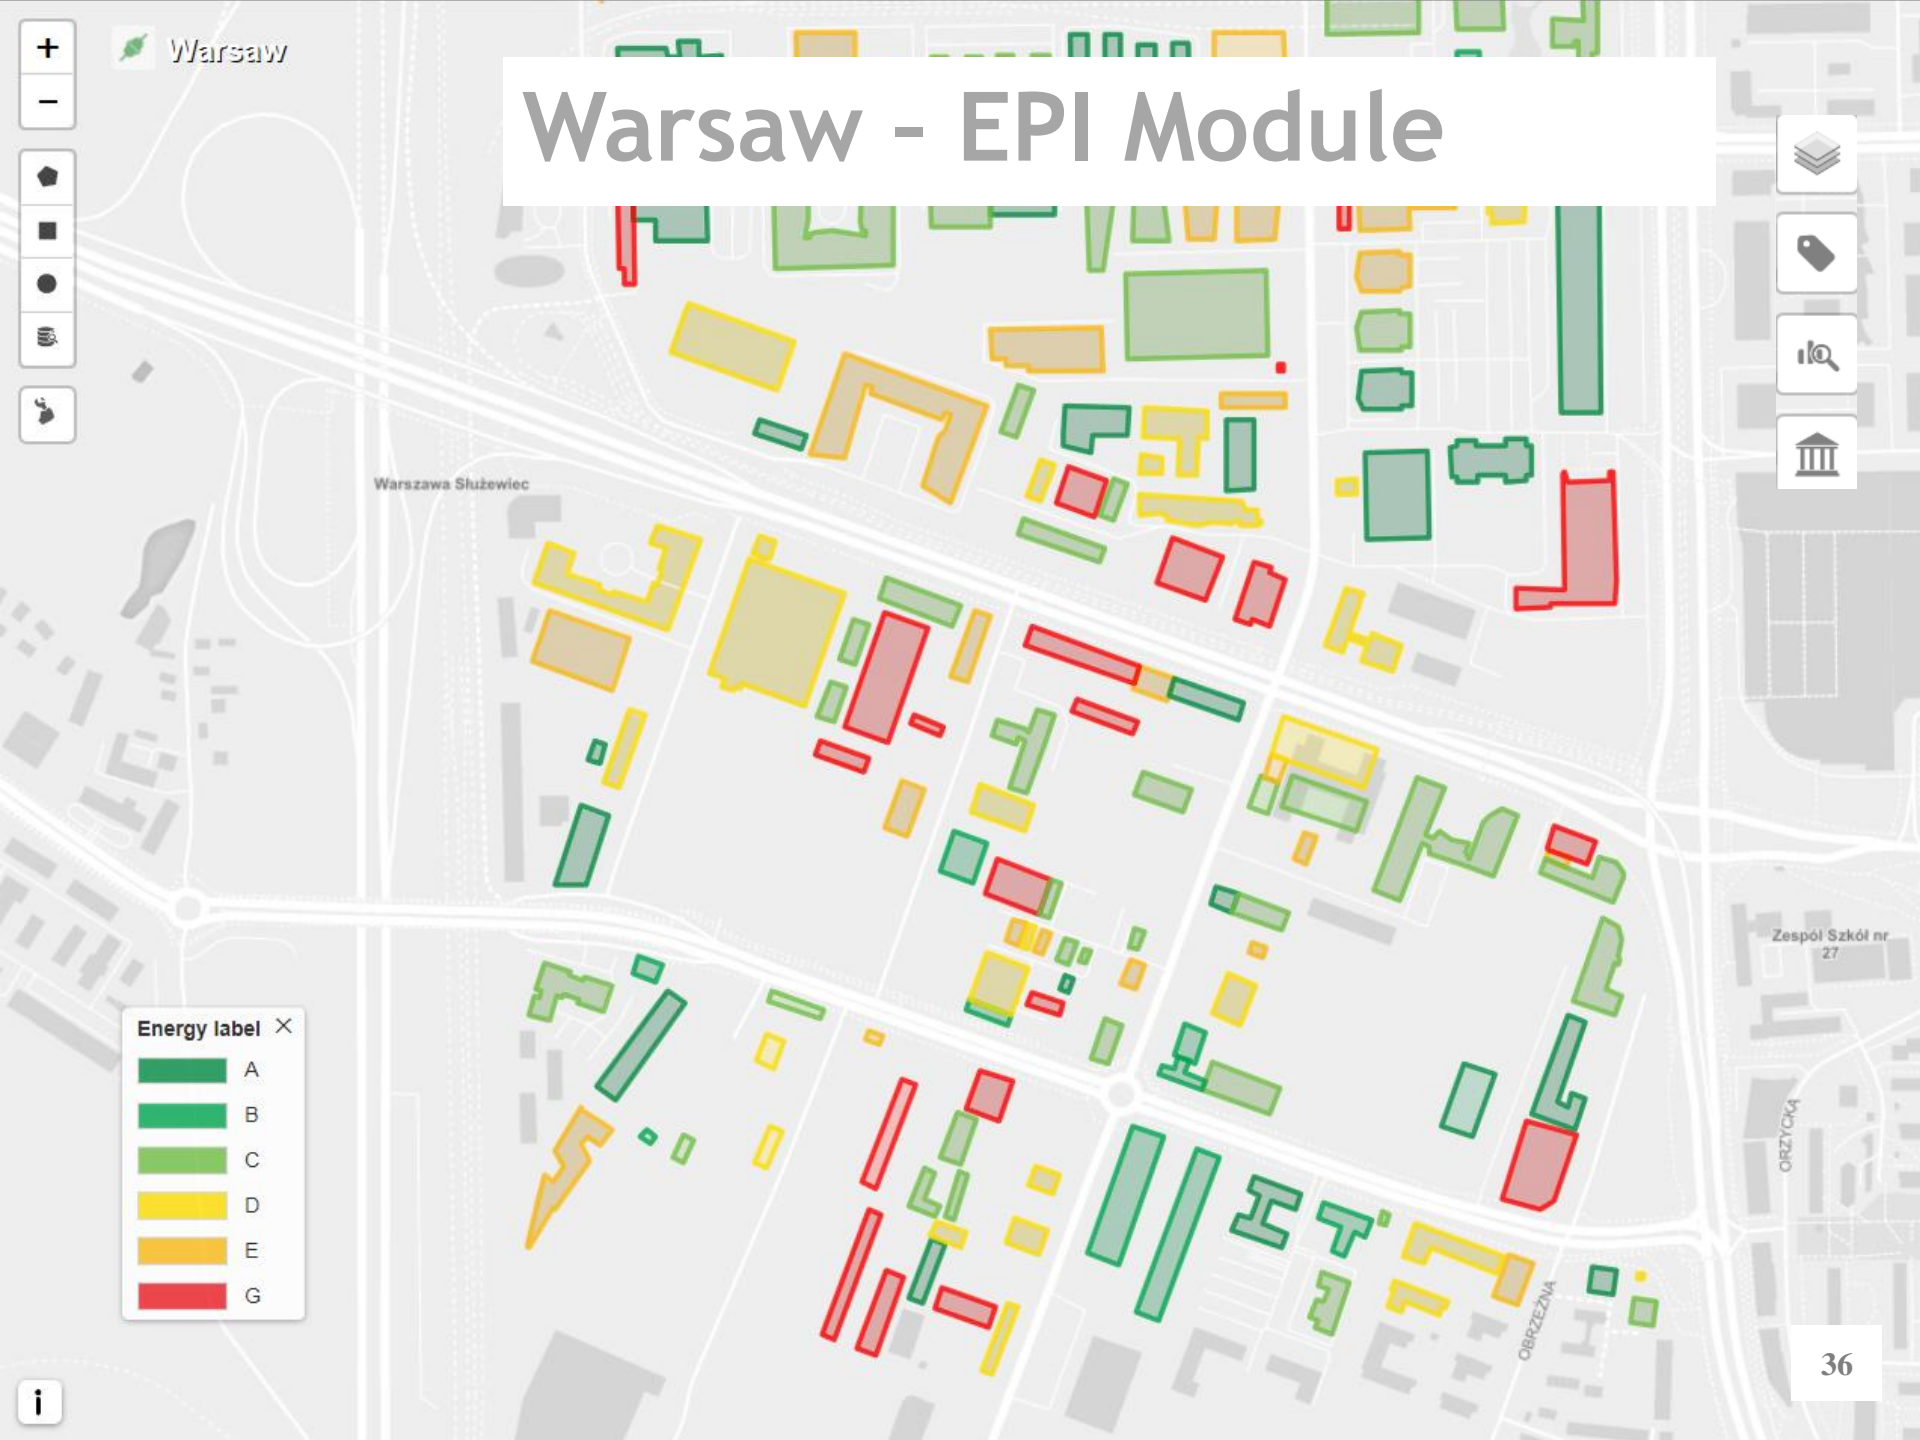 Warsaw
Warsaw – EPI Module
Warszawa Służewiec
Zespół Szkół nr
27
ORZYCKA
OBRZEŻNA
Energy label
A
B
C
D
E
G
36